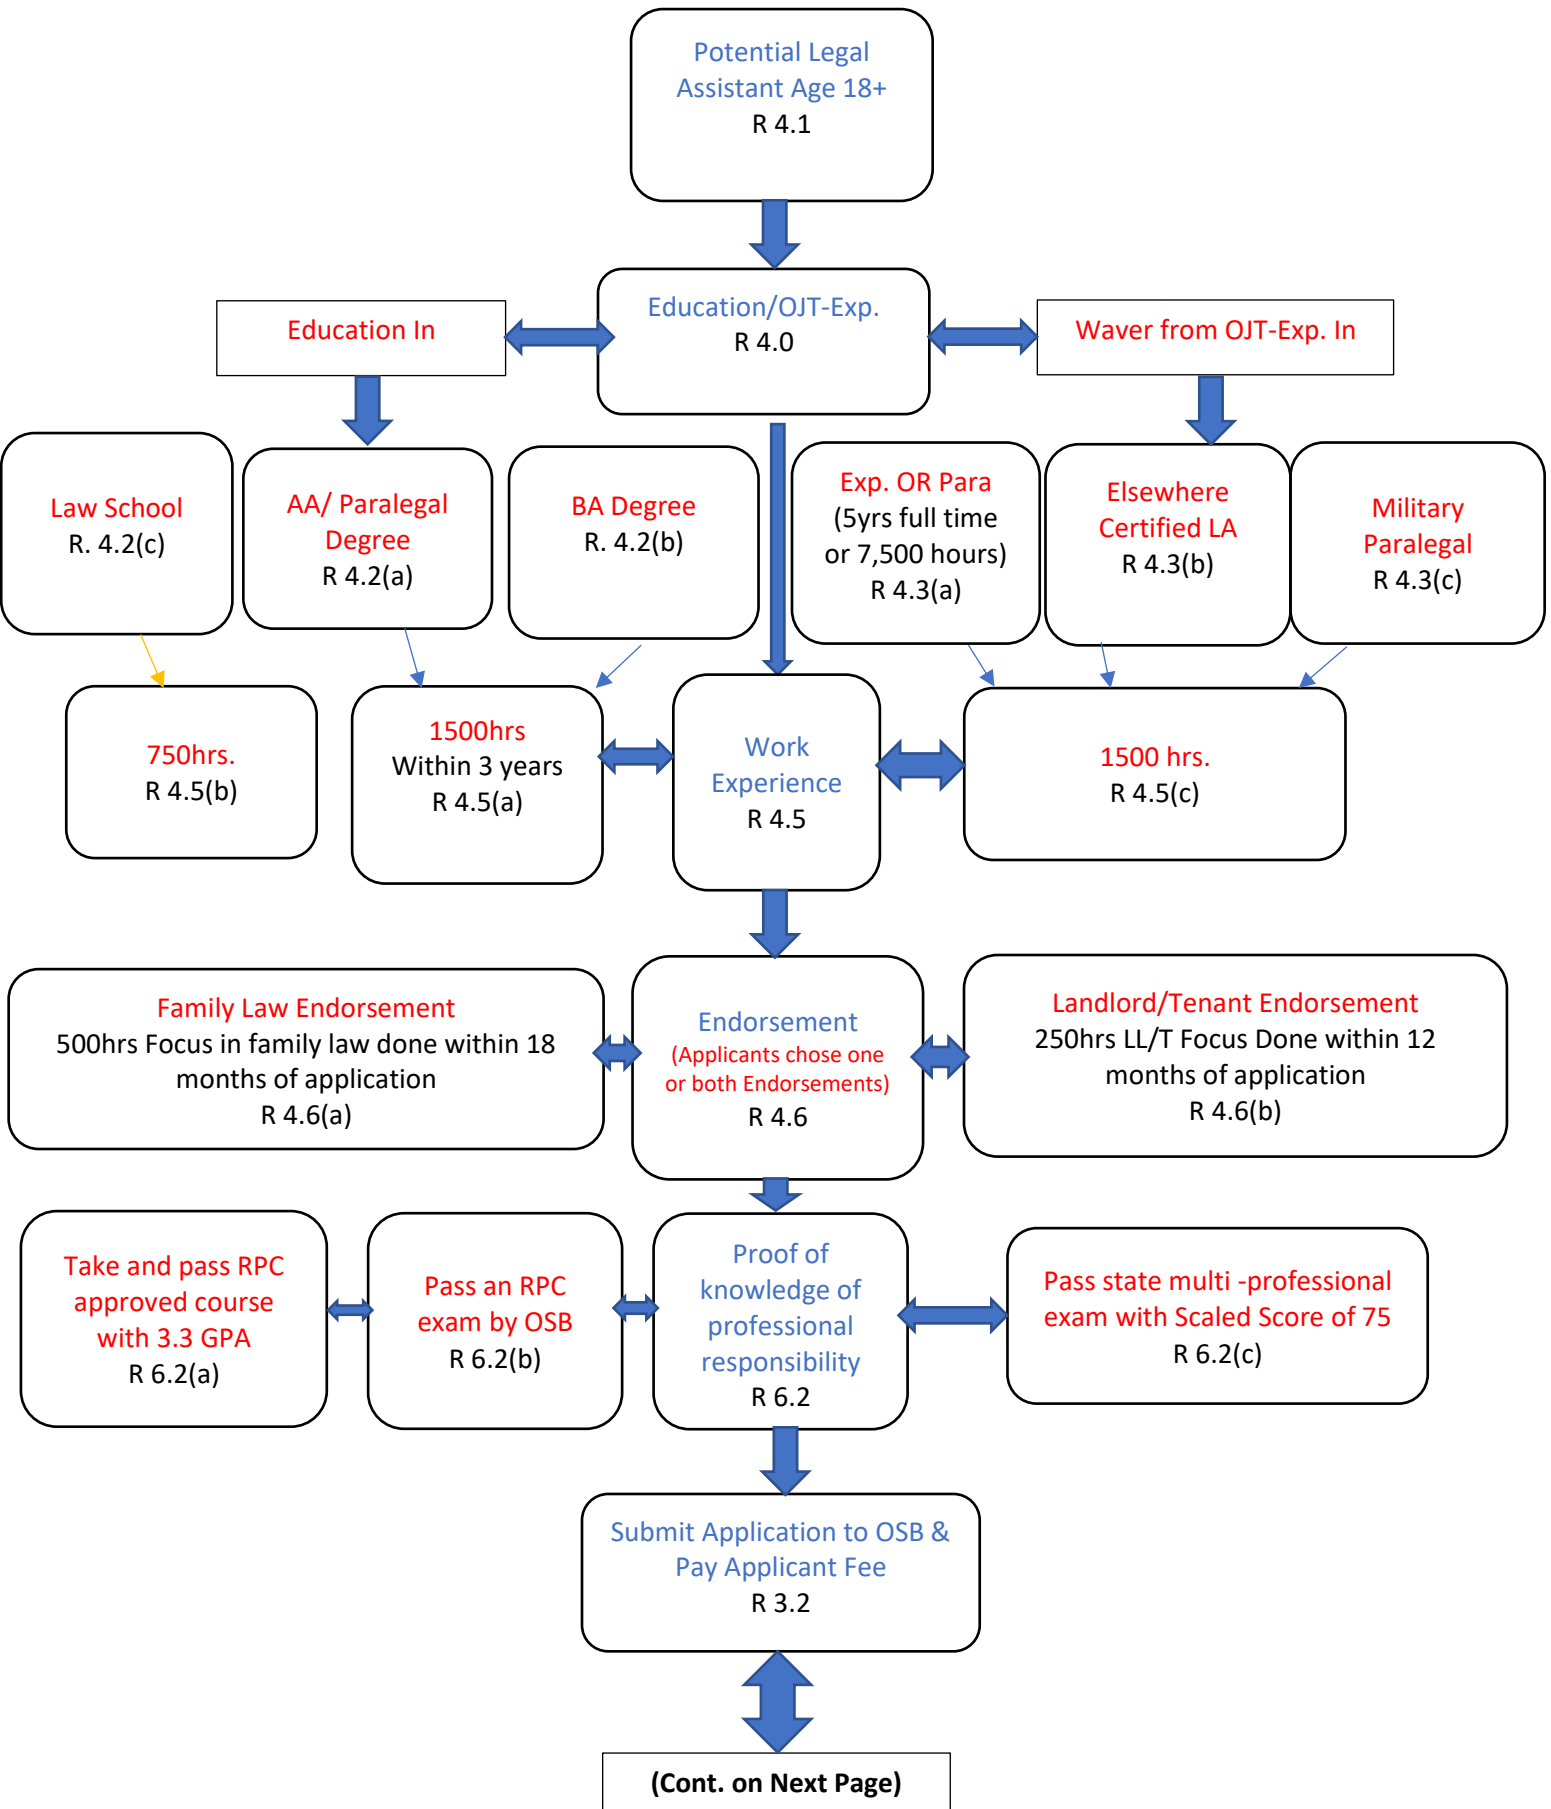 Potential Legal
Assistant Age 18+
R 4.1
Education In
Education/OJT-Exp.
R 4.0
Waver from OJT-Exp. In
Law School
R. 4.2(c)
AA/ Paralegal
Degree
R 4.2(a)
BA Degree
R. 4.2(b)
Exp. OR Para
(5yrs full time
or 7,500 hours)
R 4.3(a)
Elsewhere
Certified LA
R 4.3(b)
Military
Paralegal
R 4.3(c)
750hrs.
R 4.5(b)
1500hrs
Within 3 years
R 4.5(a)
Work
Experience
R 4.5
1500 hrs.
R 4.5(c)
Family Law Endorsement
500hrs Focus in family law done within 18
months of application
R 4.6(a)
Endorsement
(Applicants chose one
or both Endorsements)
R 4.6
Landlord/Tenant Endorsement
250hrs LL/T Focus Done within 12
months of application
R 4.6(b)
Take and pass RPC
approved course
with 3.3 GPA
R 6.2(a)
Pass an RPC
exam by OSB
R 6.2(b)
Proof of
knowledge of
professional
responsibility
R 6.2
Pass state multi -professional
exam with Scaled Score of 75
R 6.2(c)
Submit Application to OSB &
Pay Applicant Fee
R 3.2
(Cont. on Next Page)